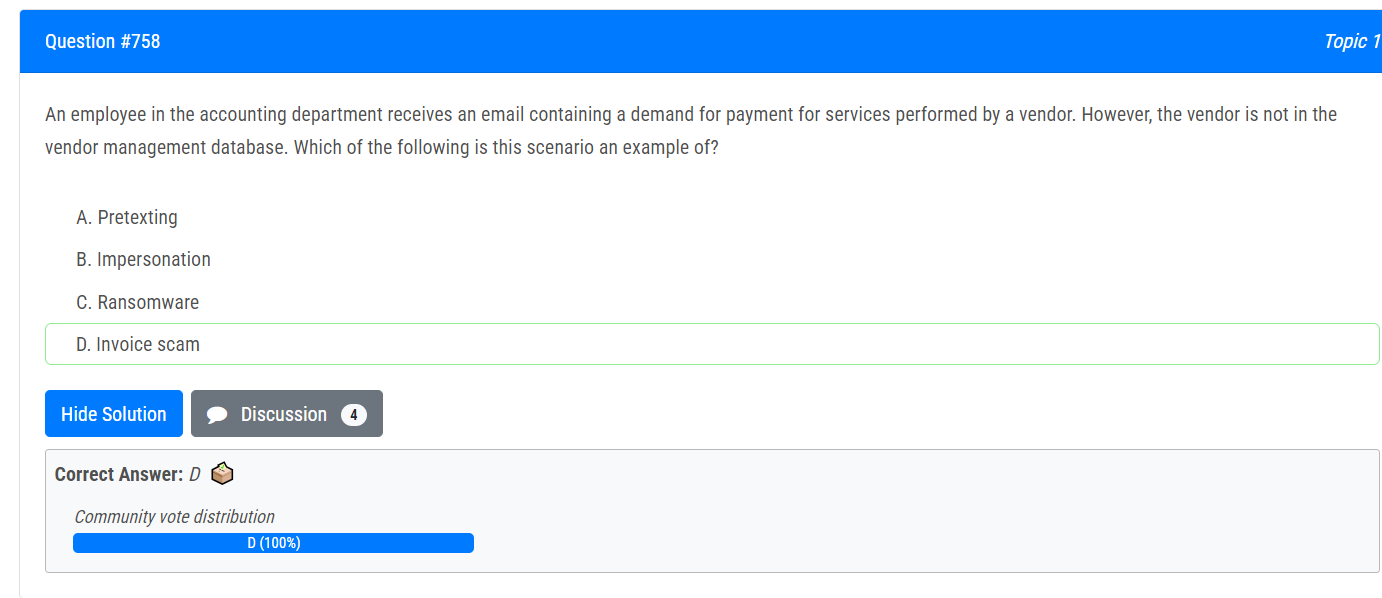 Question #758
Topic 1
An employee in the accounting department receives an email containing a demand for payment for services performed by a vendor. However, the vendor is not in the
vendor management database. Which of the following is this scenario an example of?
A. Pretexting
B. Impersonation
C. Ransomware
D. Invoice scam
Hide Solution
Discussion 4
Correct Answer: D
Community vote distribution
D (100%)